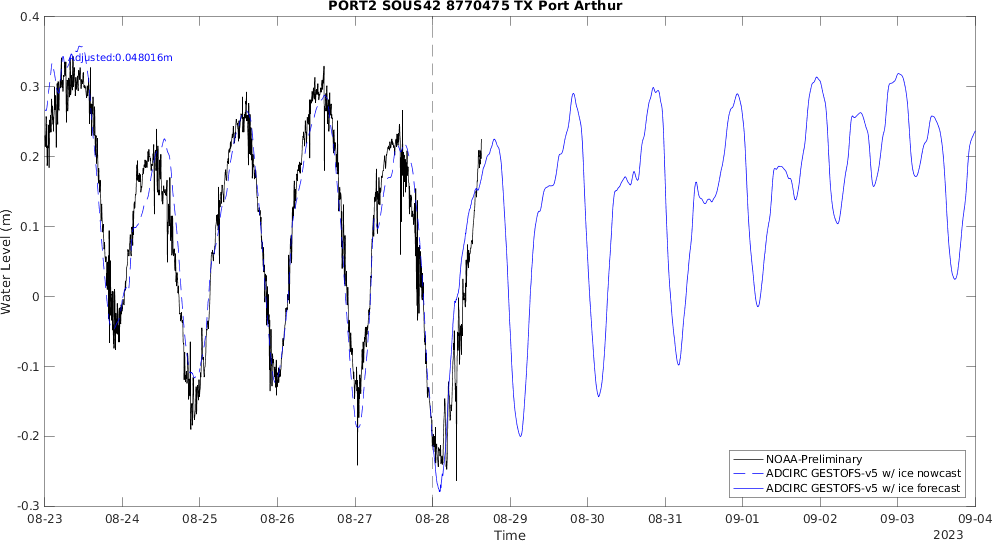 PORT2 SOUS42 8770475 TX Port Arthur
Adjusted:0.048016m
0.4
0.3
0.2
0.1
0
-0.1
-0.2
-0.3
Water Level (m)
NOAA-Preliminary
ADCIRC GESTOFS-v5 w/ ice nowcast
ADCIRC GESTOFS-v5 w/ ice forecast
08-23 08-24 08-25 08-26 08-27 08-28 08-29 08-30 08-31 09-01 09-02 09-03 09-04
Time
2023